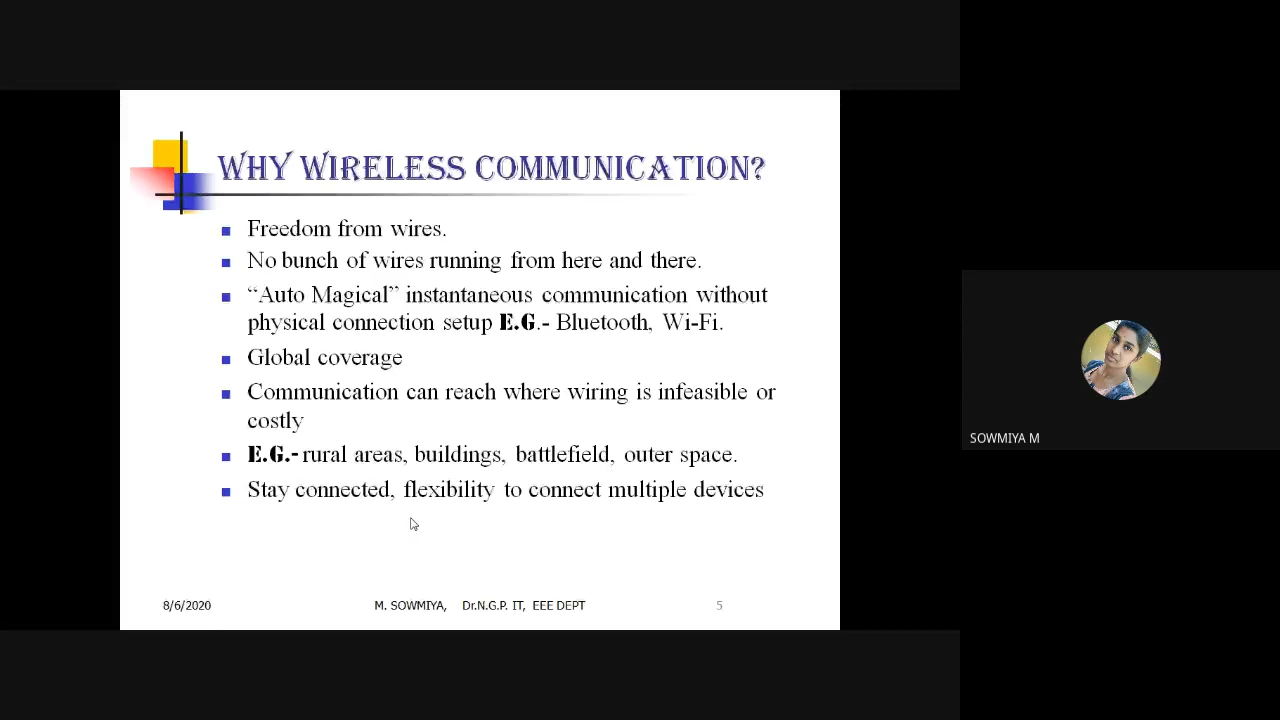 WHY WIRELESS COMMUNICATION?
Freedom from wires.
No bunch of wires running from here and there.
“Auto Magical” instantaneous communication without
physical connection setup E.G.- Bluetooth, Wi-Fi.
Global coverage
Communication can reach where wiring is infeasible or
costly
E.G.- rural areas, buildings, battlefield, outer space.
Stay connected, flexibility to connect multiple devices
8/6/2020 M. SOWMIYA, Dr.N.G.P. IT, EEE DEPT 5
SOWMIYA M